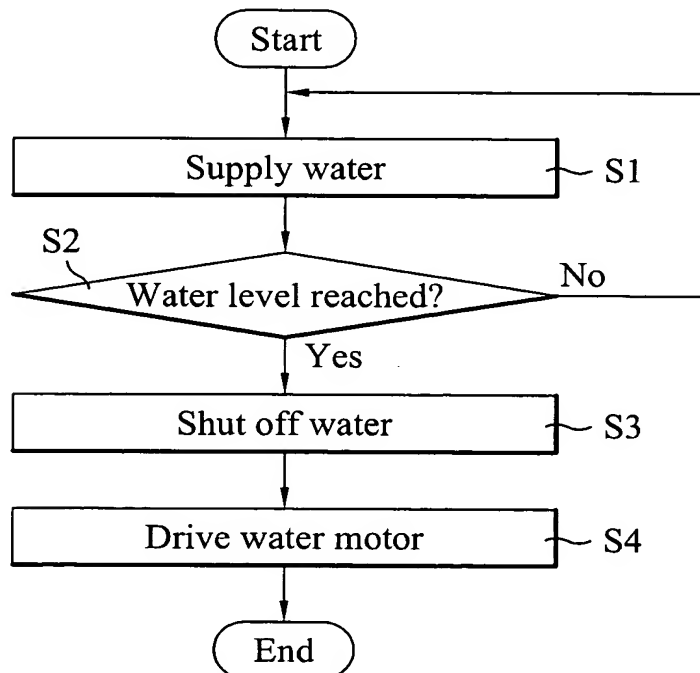 Start
Supply water
S1
S2
Water level reached?
No
Yes
Shut off water
S3
Drive water motor
S4
End